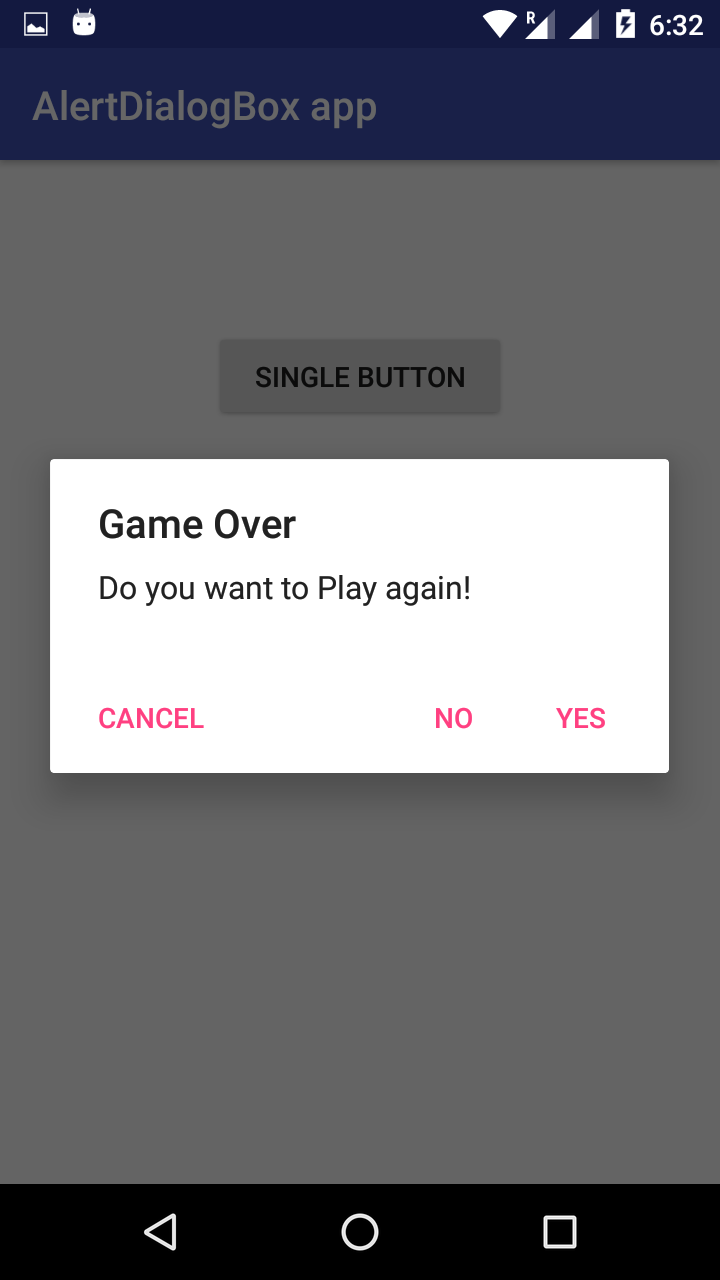 R 6:32
AlertDialogBox app
SINGLE BUTTON
Game Over
Do you want to Play again!
CANCEL NO YES